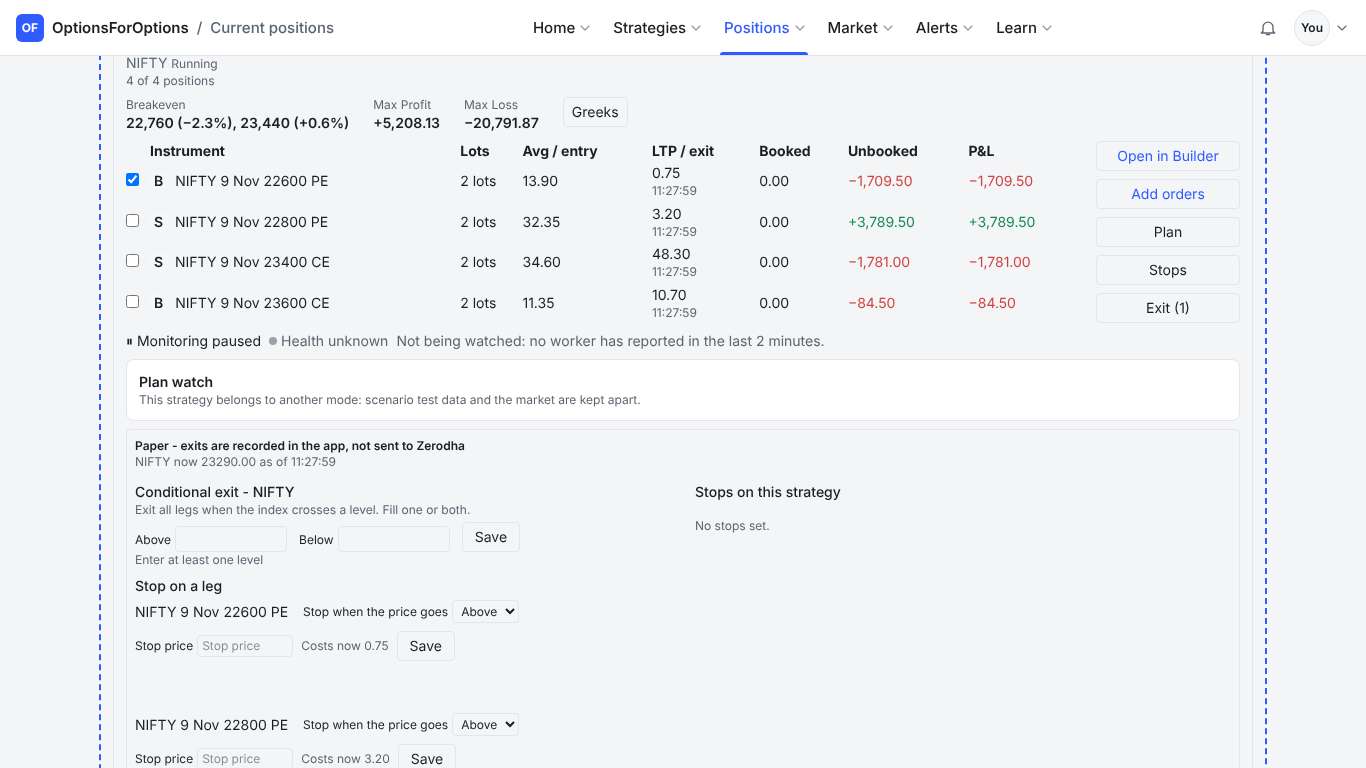 OF OptionsForOptions / Current positions Home Strategies Positions Market Alerts Learn You
NIFTY Running
4 of 4 positions
Breakeven Max Profit Max Loss
22,760 (−2.3%), 23,440 (+0.6%) +5,208.13 −20,791.87 Greeks
Instrument Lots Avg / entry LTP / exit Booked Unbooked P&L
Open in Builder
B NIFTY 9 Nov 22600 PE 2 lots 13.90 0.75 11:27:59 0.00 −1,709.50 −1,709.50
Add orders
S NIFTY 9 Nov 22800 PE 2 lots 32.35 3.20 11:27:59 0.00 +3,789.50 +3,789.50
Plan
S NIFTY 9 Nov 23400 CE 2 lots 34.60 48.30 11:27:59 0.00 −1,781.00 −1,781.00
Stops
B NIFTY 9 Nov 23600 CE 2 lots 11.35 10.70 11:27:59 0.00 −84.50 −84.50
Exit (1)
Monitoring paused Health unknown Not being watched: no worker has reported in the last 2 minutes.
Plan watch
This strategy belongs to another mode: scenario test data and the market are kept apart.
Paper - exits are recorded in the app, not sent to Zerodha
NIFTY now 23290.00 as of 11:27:59
Conditional exit - NIFTY
Exit all legs when the index crosses a level. Fill one or both.
Above Below Save
Enter at least one level
Stops on this strategy
No stops set.
Stop on a leg
NIFTY 9 Nov 22600 PE Stop when the price goes Above
Stop price Stop price Costs now 0.75 Save
NIFTY 9 Nov 22800 PE Stop when the price goes Above
Stop price Stop price Costs now 3.20 Save